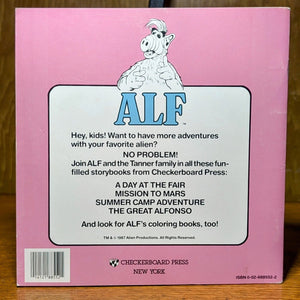 ALF
TM
Hey, kids! Want to have more adventures
with your favorite alien?
NO PROBLEM!
Join ALF and the Tanner family in all these fun-
filled storybooks from Checkerboard Press:
A DAY AT THE FAIR
MISSION TO MARS
SUMMER CAMP ADVENTURE
THE GREAT ALFONSO
And look for ALF's coloring books, too!
TM & © 1987 Alien Productions. All Rights Reserved.
CHECKERBOARD PRESS
NEW YORK